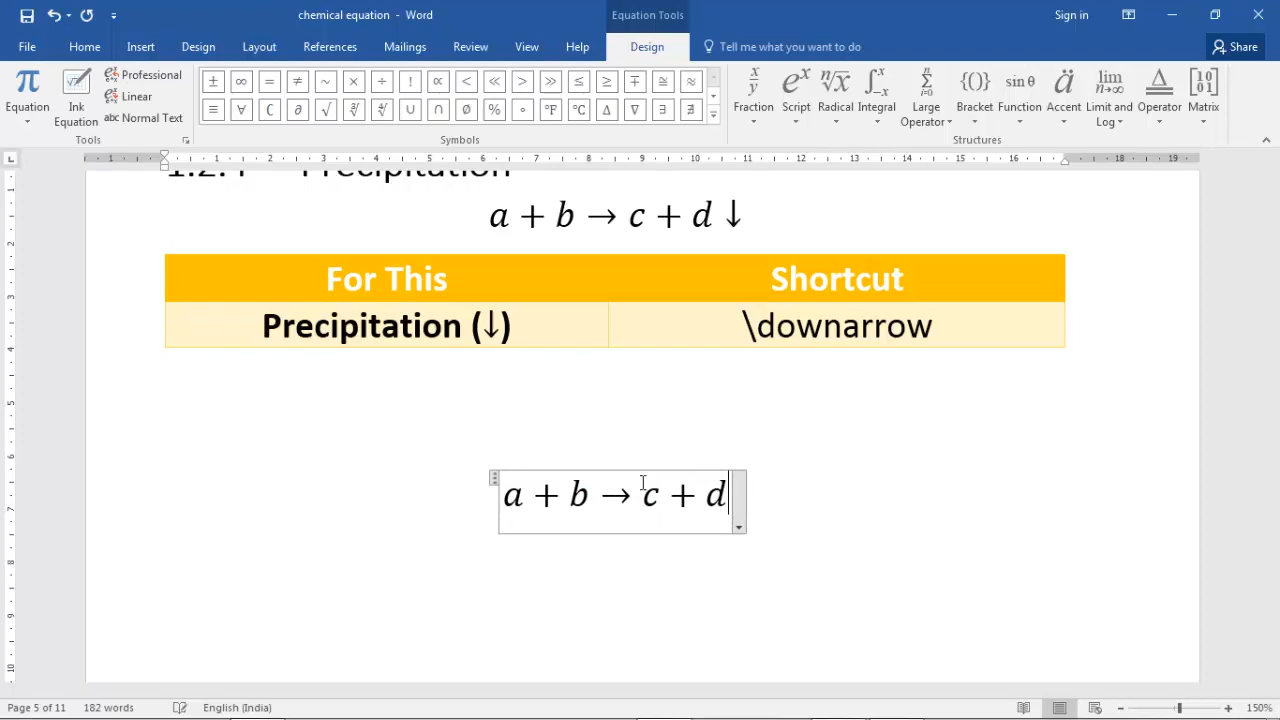 chemical equation - Word
Equation Tools
Sign in
File Home Insert Design Layout References Mailings Review View Help Design Tell me what you want to do Share
π Equation
Ink Equation
Professional
Linear
abc Normal Text
Tools
± ∞ = ≠ ~ × ÷ ! ∝ < ≪ > ≫ ≤ ≥ ∓ ≅ ≈
≡ ∀ ∁ ∂ √ ∛ ∜ ∪ ∩ ∅ % ° °F °C ∆ ∇ ∃ ∄
Symbols
Fraction Script Radical Integral Large Operator Bracket Function Accent Limit and Log Operator Matrix
Structures
Precipitation
a + b → c + d ↓
For This Shortcut
Precipitation (↓) \downarrow
a + b → c + d
Page 5 of 11 182 words English (India) 150%